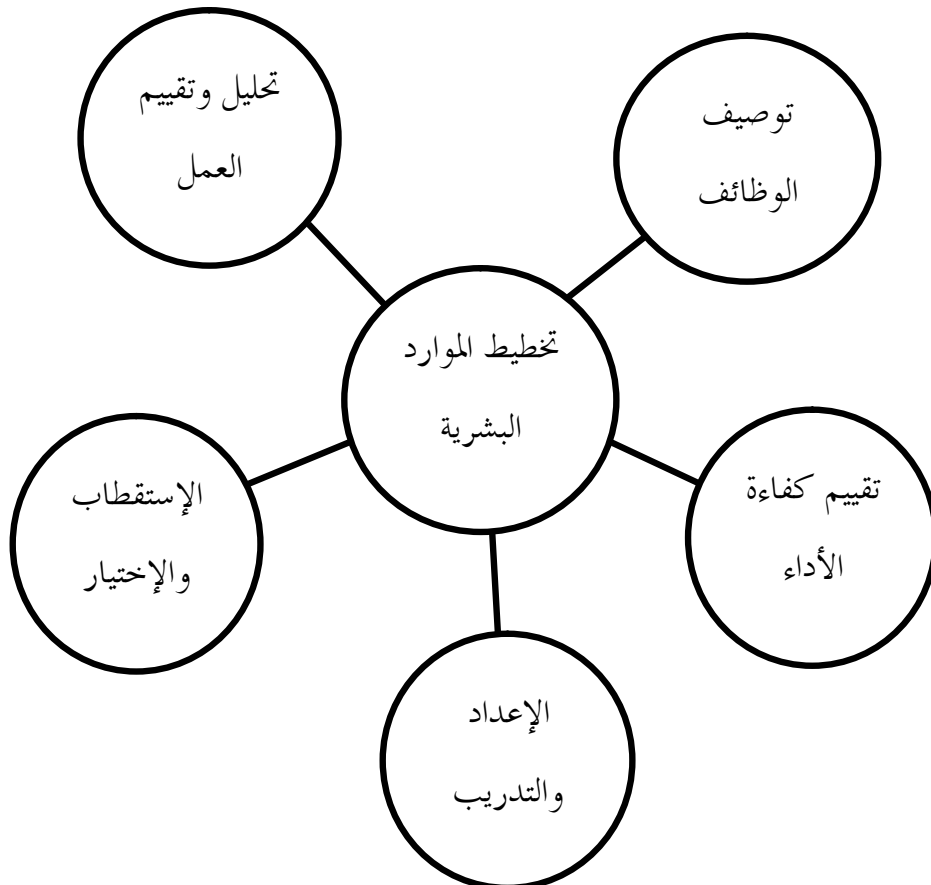 تحليل وتقييم
العمل
توصيف
الوظائف
تخطيط الموارد
البشرية
الإستقطاب
والإختيار
تقييم كفاءة
الأداء
الإعداد
والتدريب